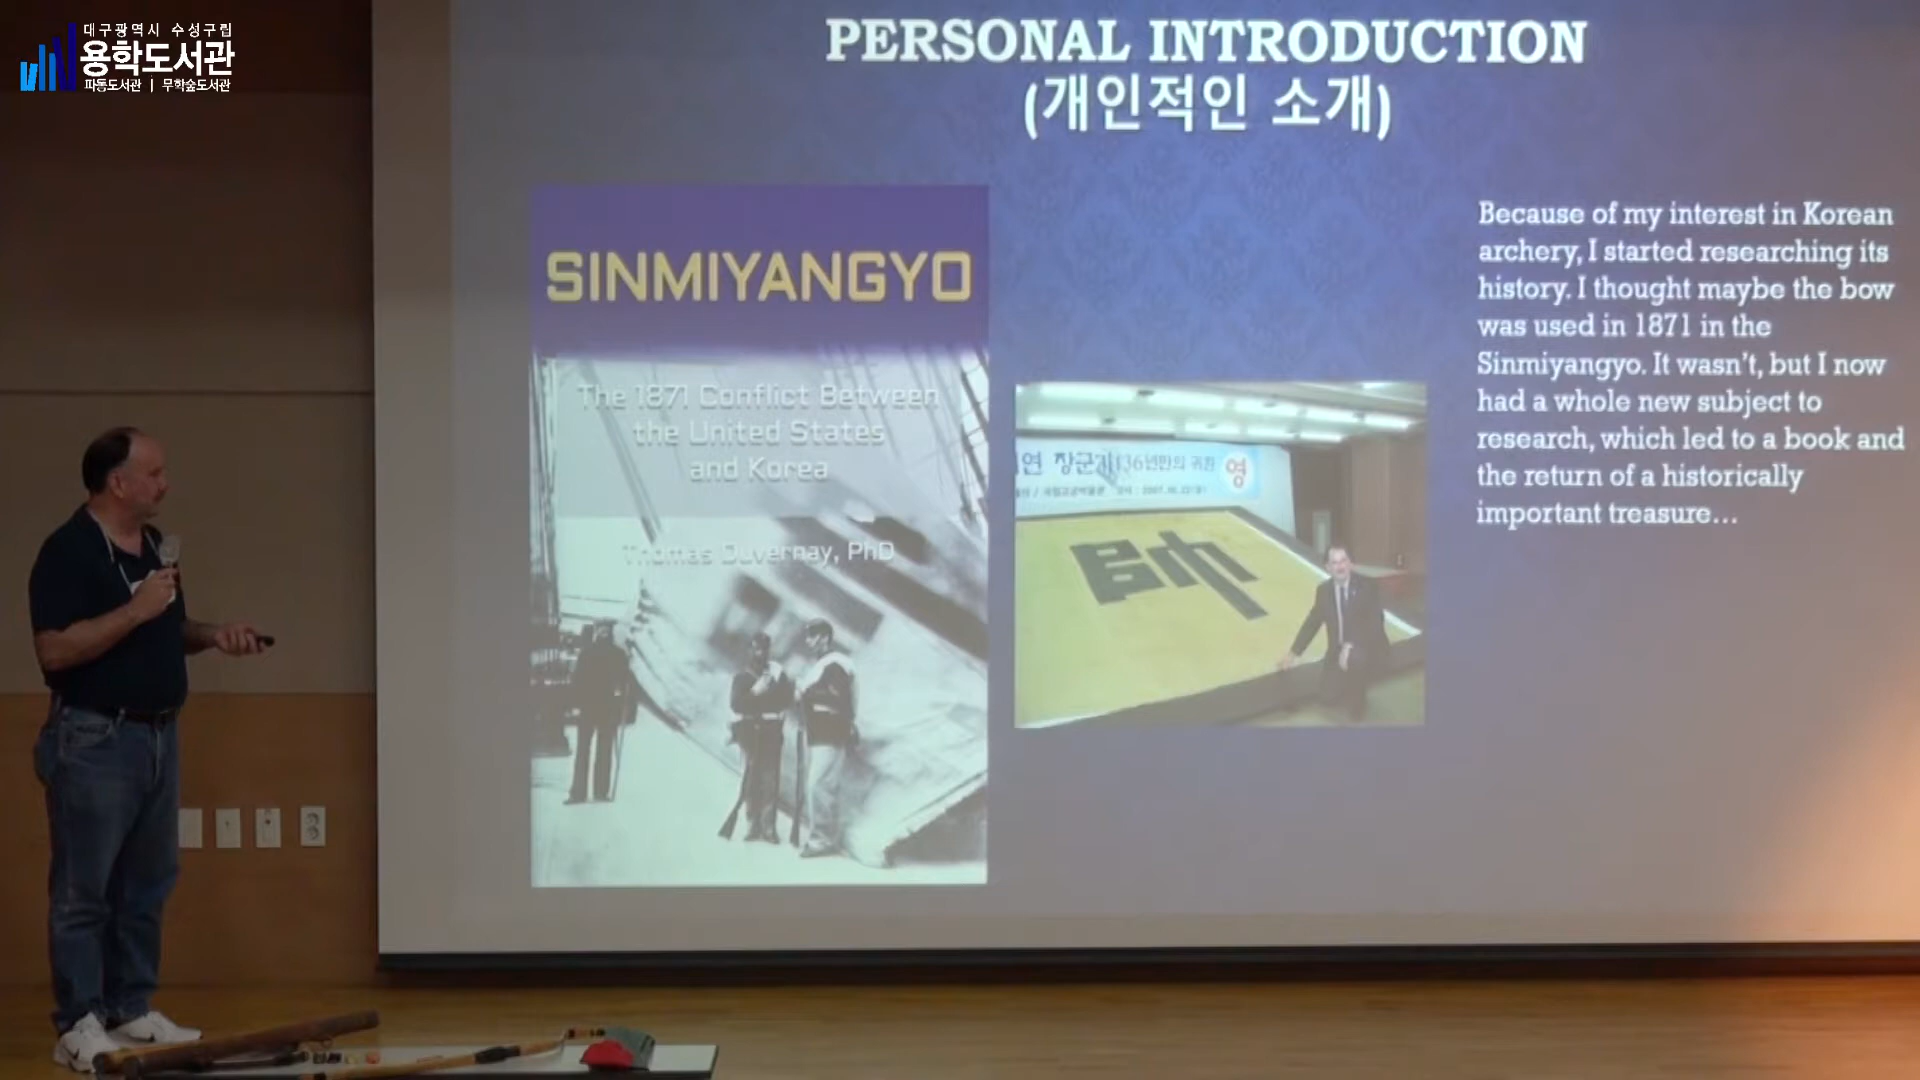 대구광역시 수성구립
용학도서관
파동도서관 | 무학숲도서관
PERSONAL INTRODUCTION
(개인적인 소개)
SINMIYANGYO
The 1871 Conflict Between
the United States
and Korea
Thomas Duvernay, PhD
연 장군기 136년만의 귀환
영
帥
Because of my interest in Korean
archery, I started researching its
history. I thought maybe the bow
was used in 1871 in the
Sinmiyangyo. It wasn't, but I now
had a whole new subject to
research, which led to a book and
the return of a historically
important treasure...